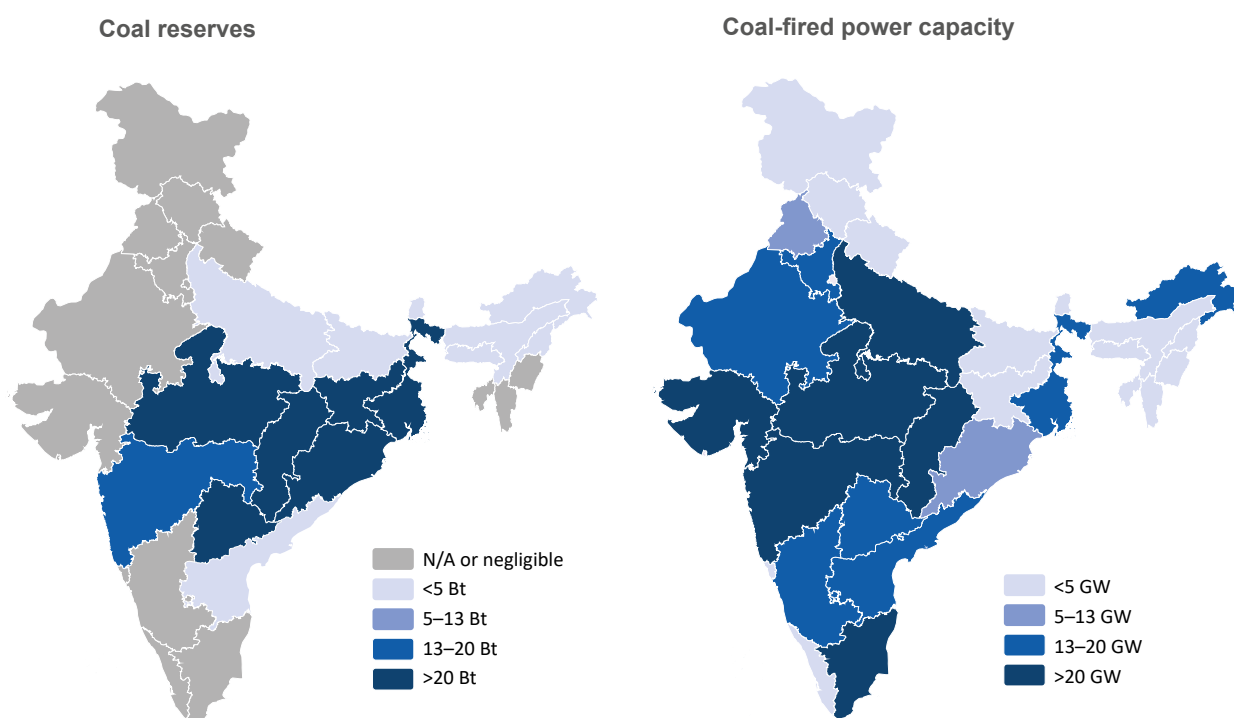 Coal reserves
N/A or negligible
<5 Bt
5–13 Bt
13–20 Bt
>20 Bt
Coal-fired power capacity
<5 GW
5–13 GW
13–20 GW
>20 GW